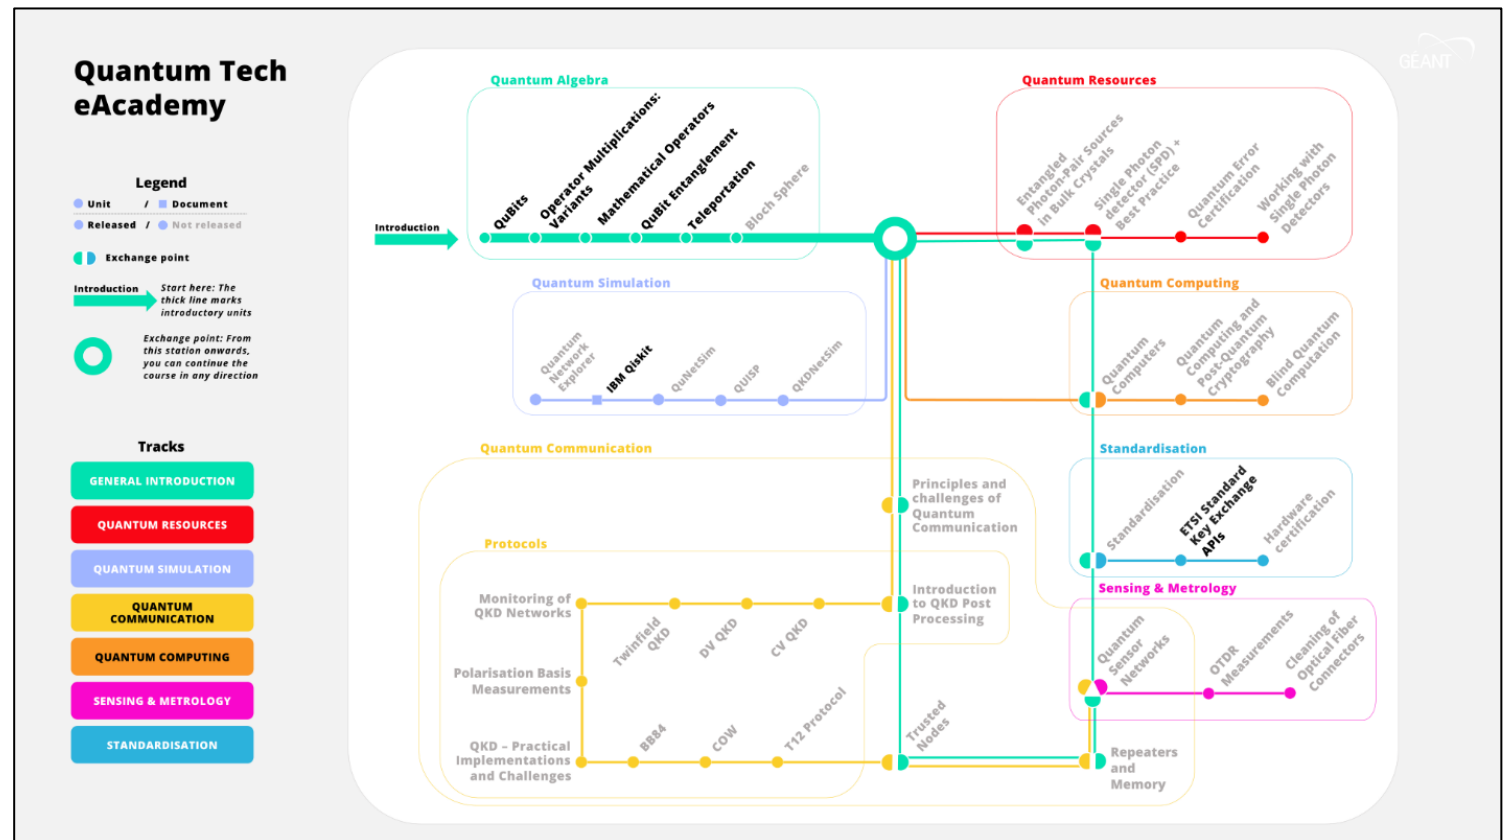 Quantum Tech
eAcademy
GÉANT
Legend
Unit / Document
Released / Not released
Exchange point
Introduction
Start here: The
thick line marks
introductory units
Exchange point: From
this station onwards,
you can continue the
course in any direction
Tracks
GENERAL INTRODUCTION
QUANTUM RESOURCES
QUANTUM SIMULATION
QUANTUM
COMMUNICATION
QUANTUM COMPUTING
SENSING & METROLOGY
STANDARDISATION
Introduction
Quantum Algebra
QuBits
Operator Multiplications:
Variants
Mathematical Operators
QuBit Entanglement
Teleportation
Bloch Sphere
Quantum Resources
Entangled
Photon-Pair Sources
in Bulk Crystals
Single Photon
detector (SPD) +
Best Practice
Quantum Error
Certification
Working with
Single Photon
Detectors
Quantum Simulation
Quantum
Network
Explorer
IBM Qiskit
QuNetSim
QUISP
QKDNetSim
Quantum Computing
Quantum
Computers
Quantum
Computing and
Post-Quantum
Cryptography
Blind Quantum
Computation
Quantum Communication
Principles and
challenges of
Quantum
Communication
Protocols
Monitoring of
QKD Networks
Twinfield
QKD
DV QKD
CV QKD
Introduction
to QKD Post
Processing
Polarisation Basis
Measurements
QKD – Practical
Implementations
and Challenges
BB84
COW
T12 Protocol
Trusted
Nodes
Repeaters
and
Memory
Standardisation
Standardisation
ETSI Standard
Key Exchange
APIs
Hardware
certification
Sensing & Metrology
Quantum
Sensor
Networks
OTDR
Measurements
Cleaning of
Optical Fiber
Connectors